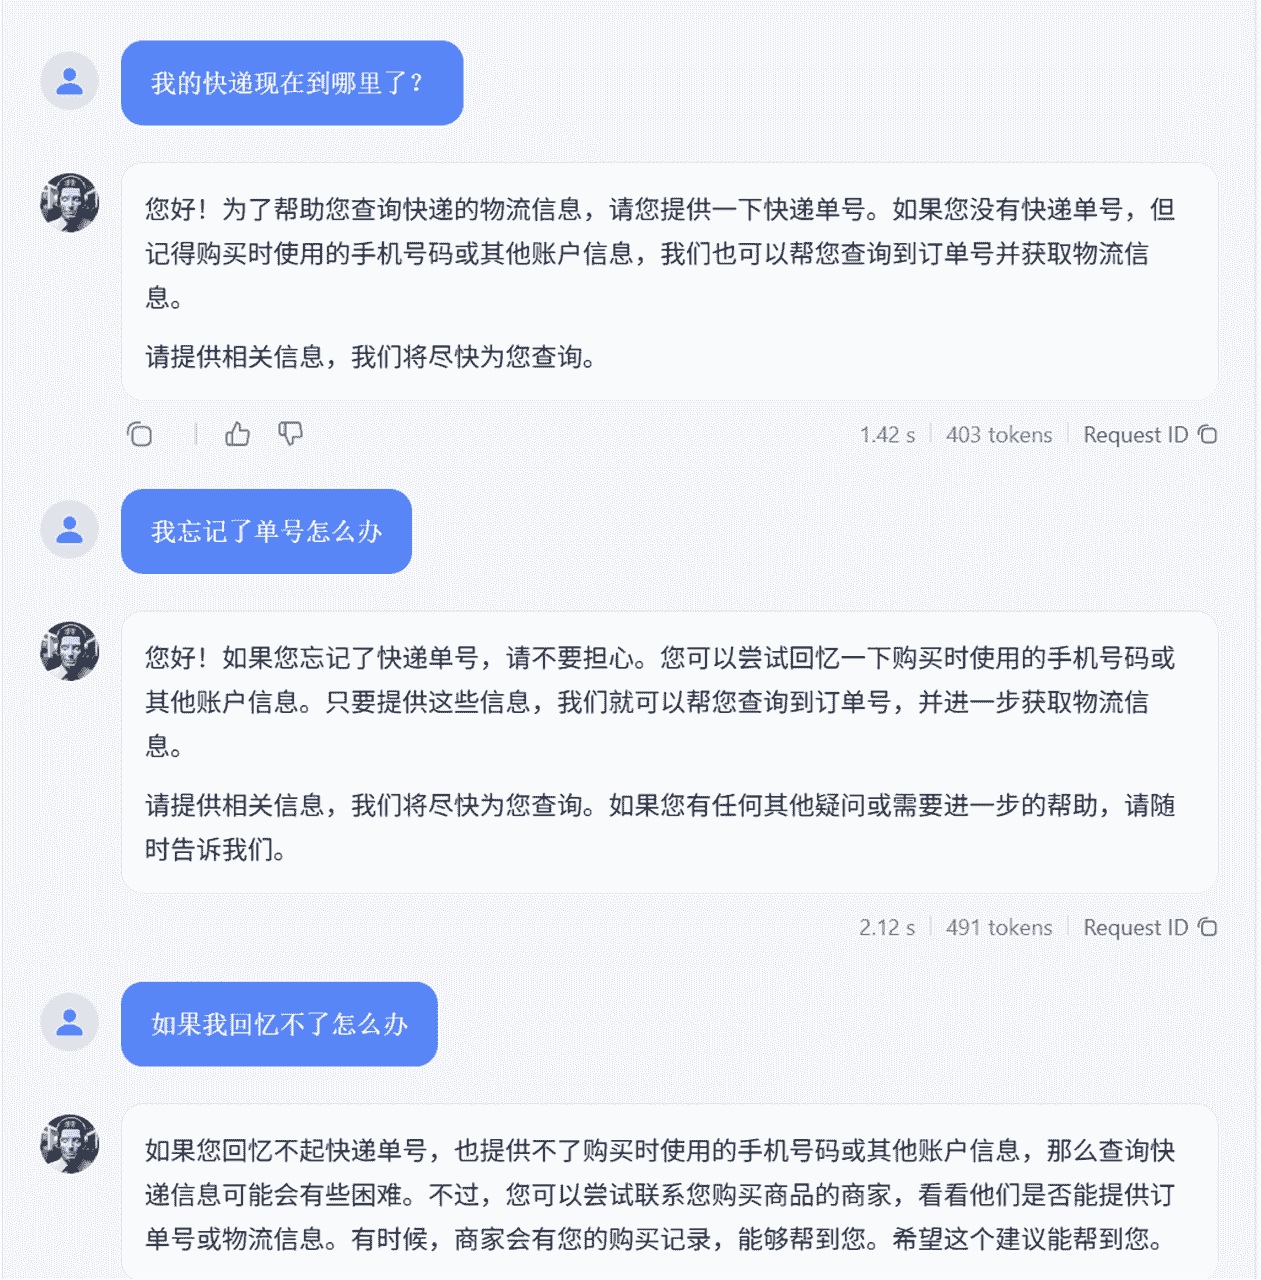 我的快递现在到哪里了？
您好！为了帮助您查询快递的物流信息，请您提供一下快递单号。如果您没有快递单号，但
记得购买时使用的手机号码或其他账户信息，我们也可以帮您查询到订单号并获取物流信
息。
请提供相关信息，我们将尽快为您查询。
1.42 s | 403 tokens | Request ID
我忘记了单号怎么办
您好！如果您忘记了快递单号，请不要担心。您可以尝试回忆一下购买时使用的手机号码或
其他账户信息。只要提供这些信息，我们就可以帮您查询到订单号，并进一步获取物流信
息。
请提供相关信息，我们将尽快为您查询。如果您有任何其他疑问或需要进一步的帮助，请随
时告诉我们。
2.12 s | 491 tokens | Request ID
如果我回忆不了怎么办
如果您回忆不起快递单号，也提供不了购买时使用的手机号码或其他账户信息，那么查询快
递信息可能会有些困难。不过，您可以尝试联系您购买商品的商家，看看他们是否能提供订
单号或物流信息。有时候，商家会有您的购买记录，能够帮到您。希望这个建议能帮到您。